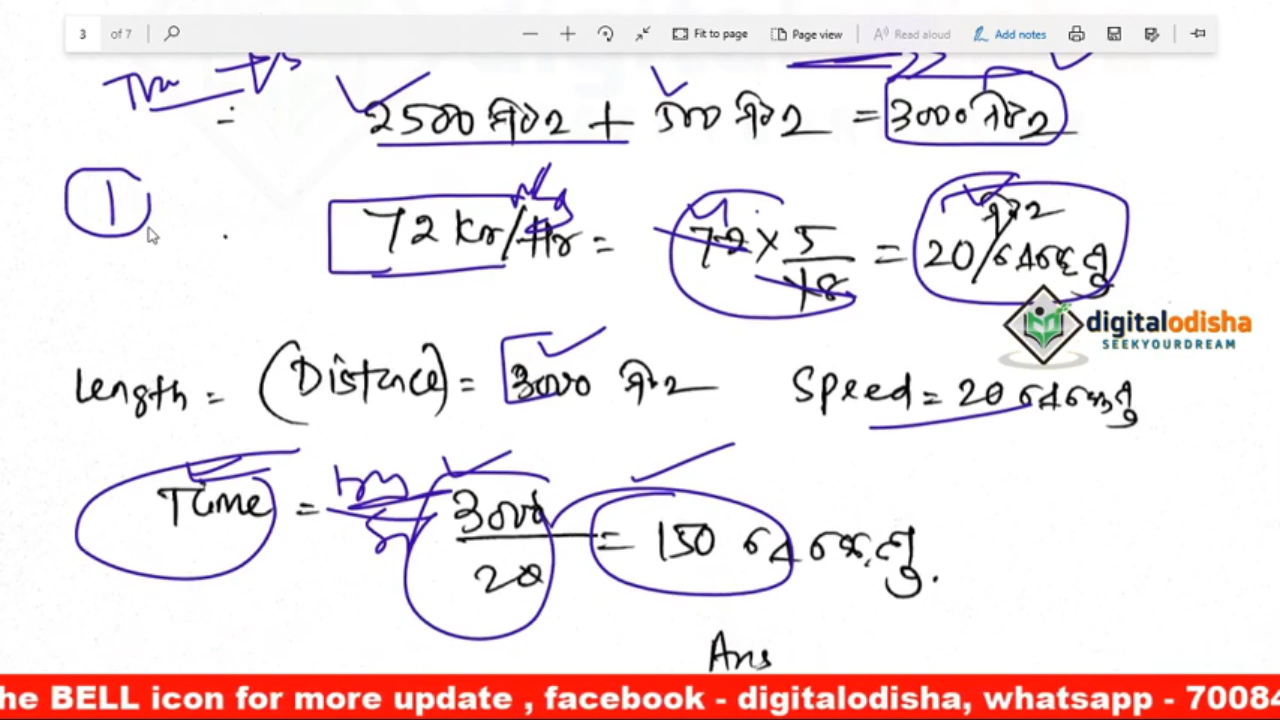 3 of 7 Fit to page Page view Read aloud Add notes
= 2500 ମିଟର + 500 ମିଟର = 3000 ମିଟର
1
72 Km/Hr = 72 × 5/18 = 20 ମିଟର/ସେକେଣ୍ଡ
digitalodisha
SEEKYOURDREAM
Length = (Distance) = 3000 ମିଟର Speed = 20 ସେକେଣ୍ଡ
Time = 3000/20 = 150 ସେକେଣ୍ଡ.
Ans
he BELL icon for more update , facebook - digitalodisha, whatsapp - 70084